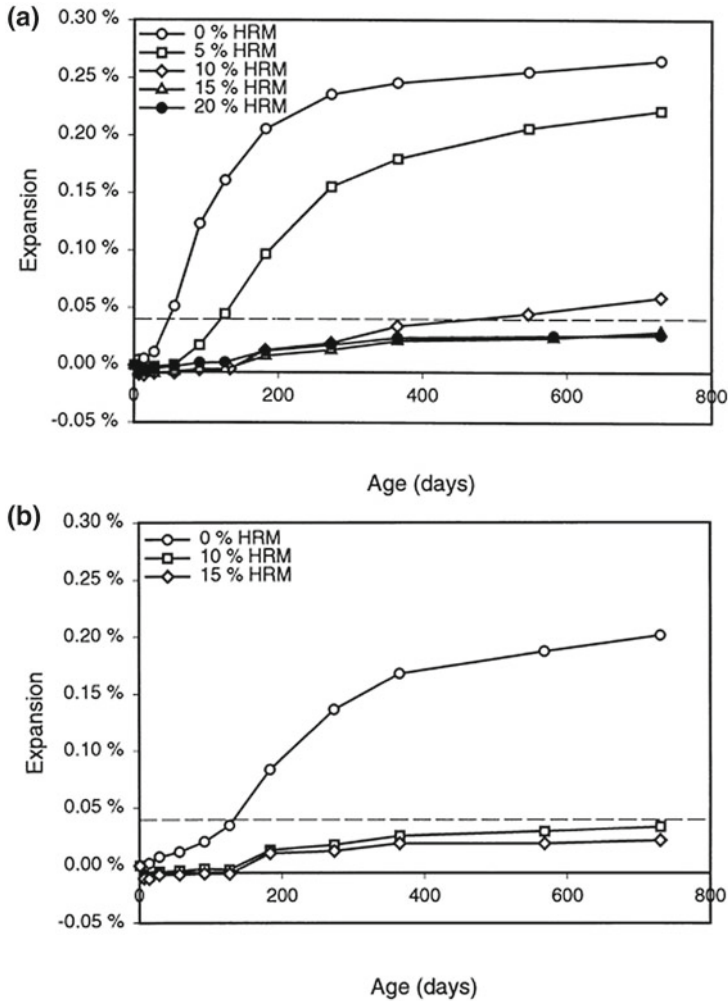 (a)
0.30 %
0.25 %
0.20 %
0.15 %
0.10 %
0.05 %
0.00 %
-0.05 %
Expansion
0 % HRM
5 % HRM
10 % HRM
15 % HRM
20 % HRM
0
200
400
600
800
Age (days)
(b)
0.30 %
0.25 %
0.20 %
0.15 %
0.10 %
0.05 %
0.00 %
-0.05 %
Expansion
0 % HRM
10 % HRM
15 % HRM
0
200
400
600
800
Age (days)